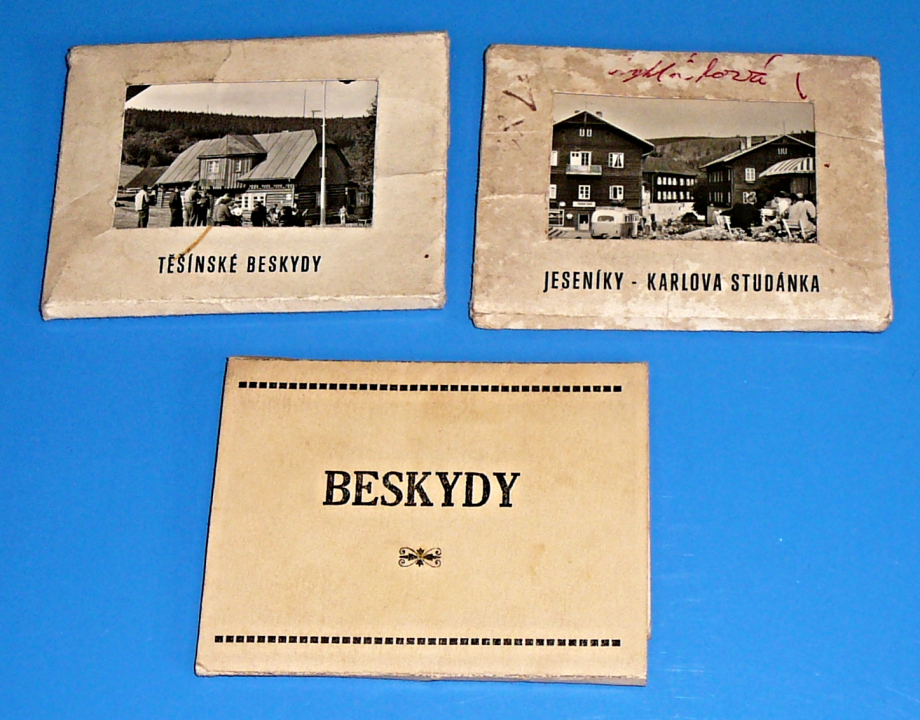 TĚŠÍNSKÉ BESKYDY
JESENÍKY - KARLOVA STUDÁNKA
BESKYDY